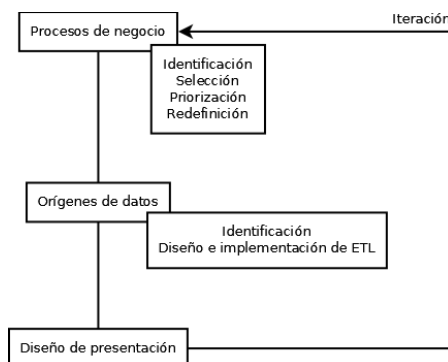 Iteración
Procesos de negocio
Identificación
Selección
Priorización
Redefinición
Orígenes de datos
Identificación
Diseño e implementación de ETL
Diseño de presentación